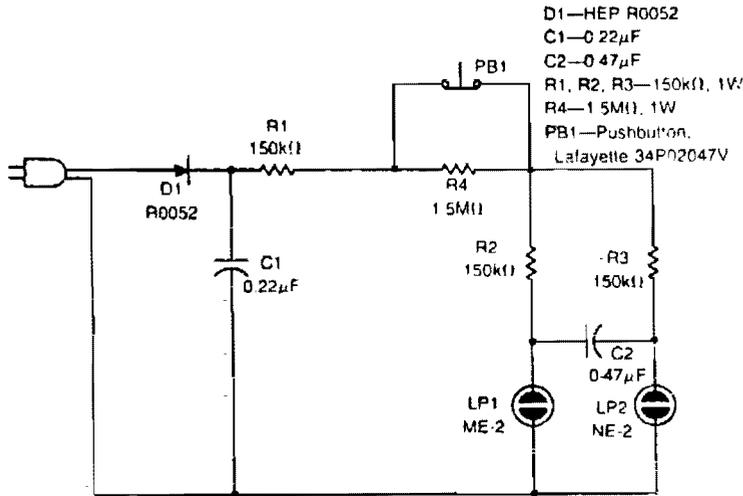 D1—HEP R0052
C1—0 22µF
C2—0 47µF
R1, R2, R3—150kΩ, 1W
R4—1 5MΩ, 1W
PB1—Pushbutton,
Lafayette 34P02047V
PB1
R1
150kΩ
D1
R0052
R4
1 5MΩ
C1
0.22µF
R2
150kΩ
R3
150kΩ
C2
0.47µF
LP1
ME-2
LP2
NE-2